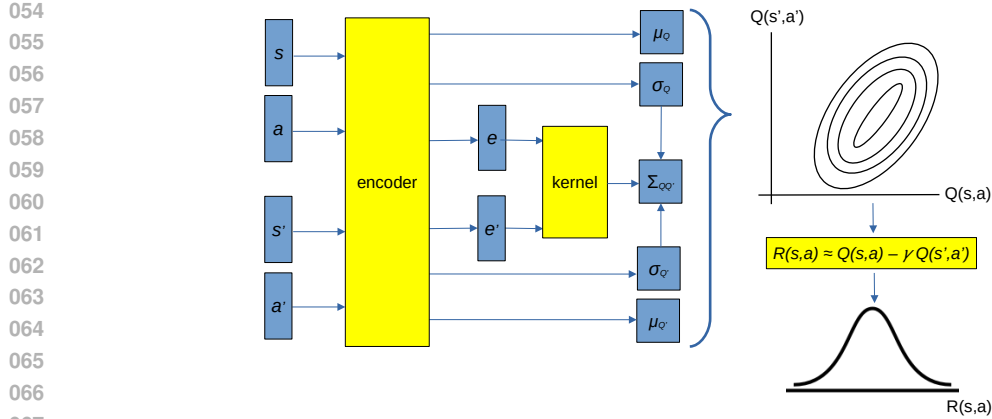 054
055
056
057
058
059
060
061
062
063
064
065
066
s
a
s'
a'
encoder
e
e'
kernel
μQ
σQ
ΣQQ'
σQ'
μQ'
Q(s',a')
Q(s,a)
R(s,a) ≈ Q(s,a) – γ Q(s',a')
R(s,a)